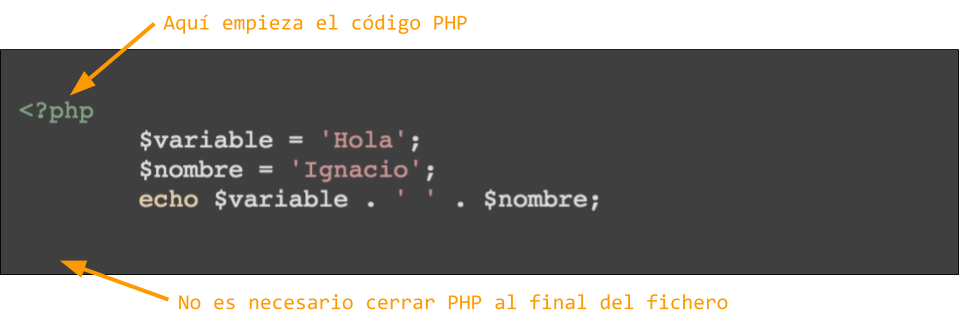 Aquí empieza el código PHP
<?php
$variable = 'Hola';
$nombre = 'Ignacio';
echo $variable . ' ' . $nombre;
No es necesario cerrar PHP al final del fichero